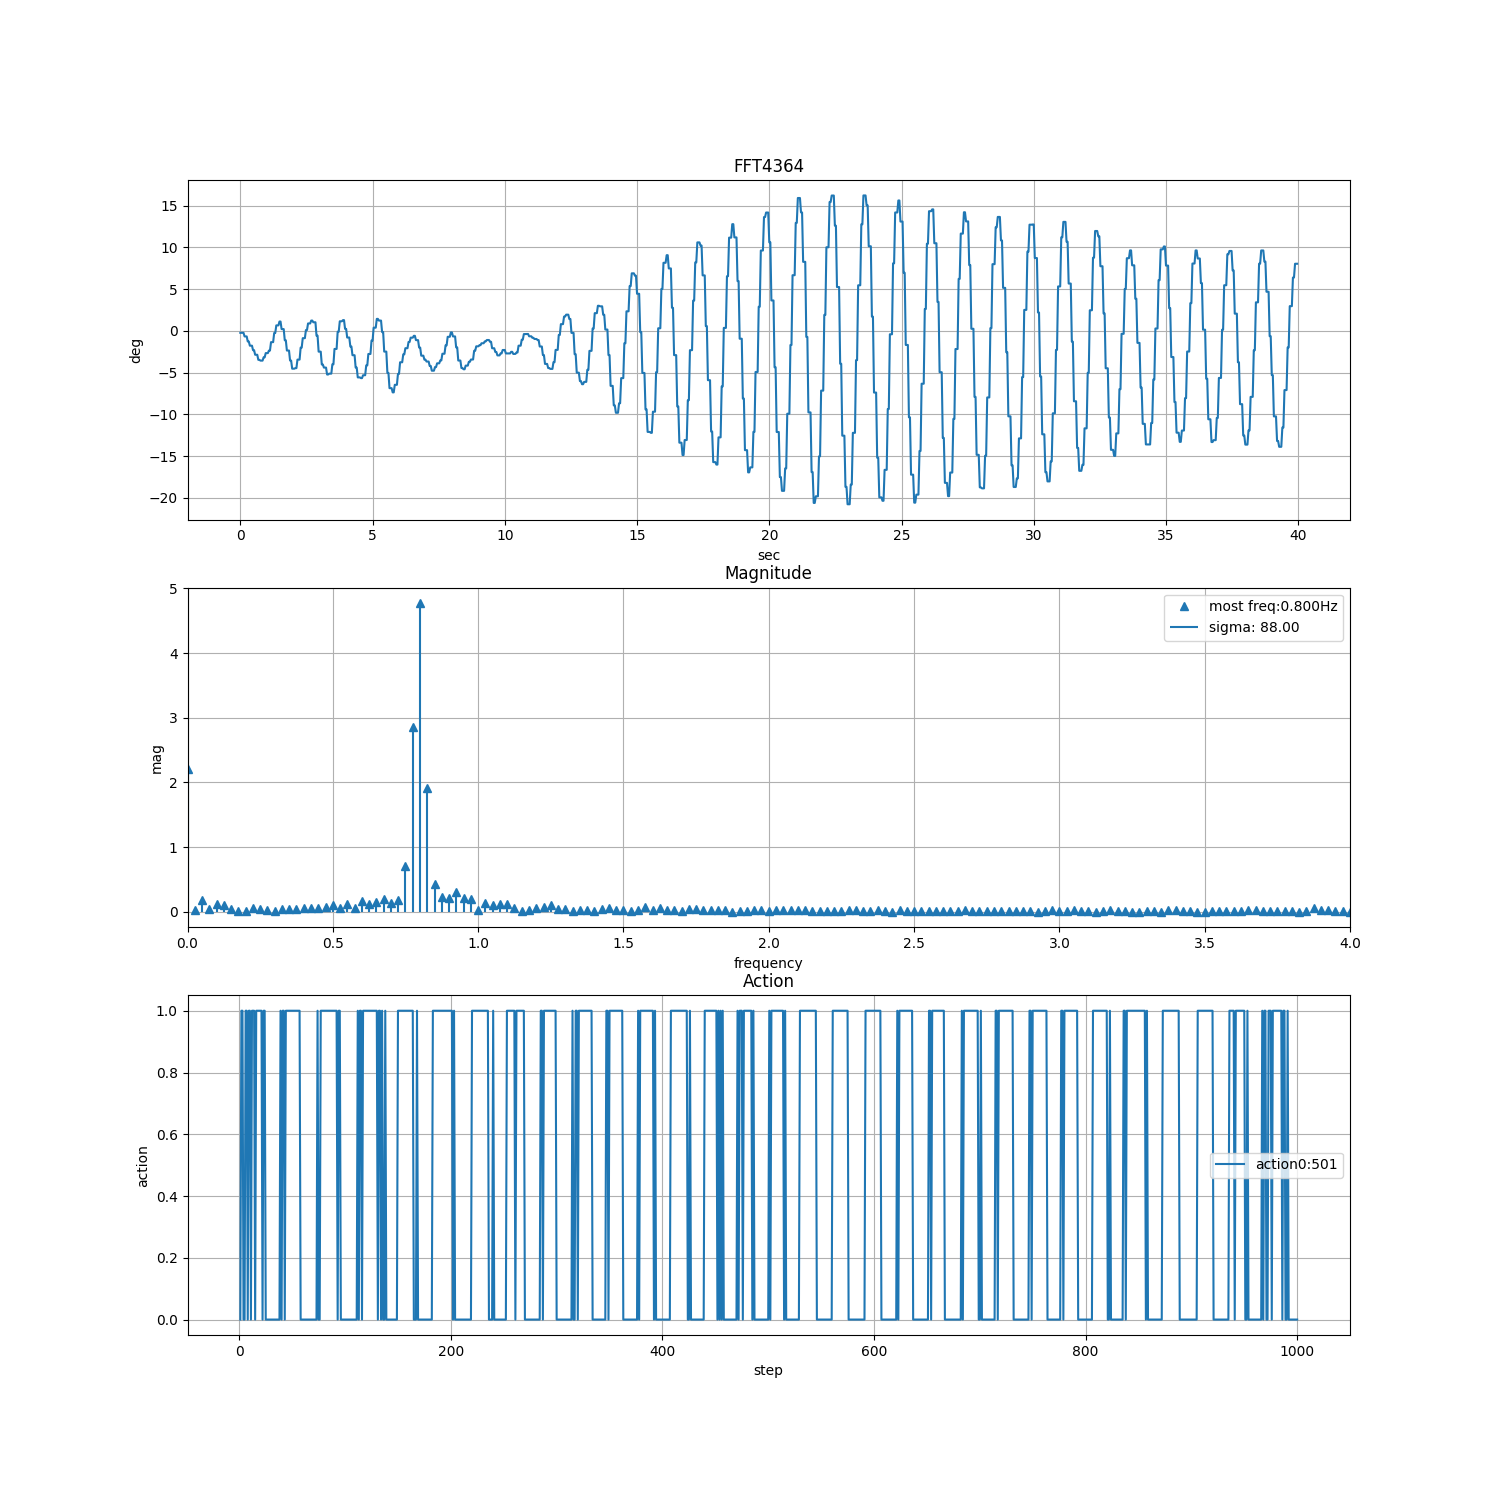 FFT4364
15
10
5
0
−5
−10
−15
−20
deg
0 5 10 15 20 25 30 35 40
sec
Magnitude
5
4
3
2
1
0
mag
most freq:0.800Hz
sigma: 88.00
0.0 0.5 1.0 1.5 2.0 2.5 3.0 3.5 4.0
frequency
Action
1.0
0.8
0.6
0.4
0.2
0.0
action
action0:501
0 200 400 600 800 1000
step